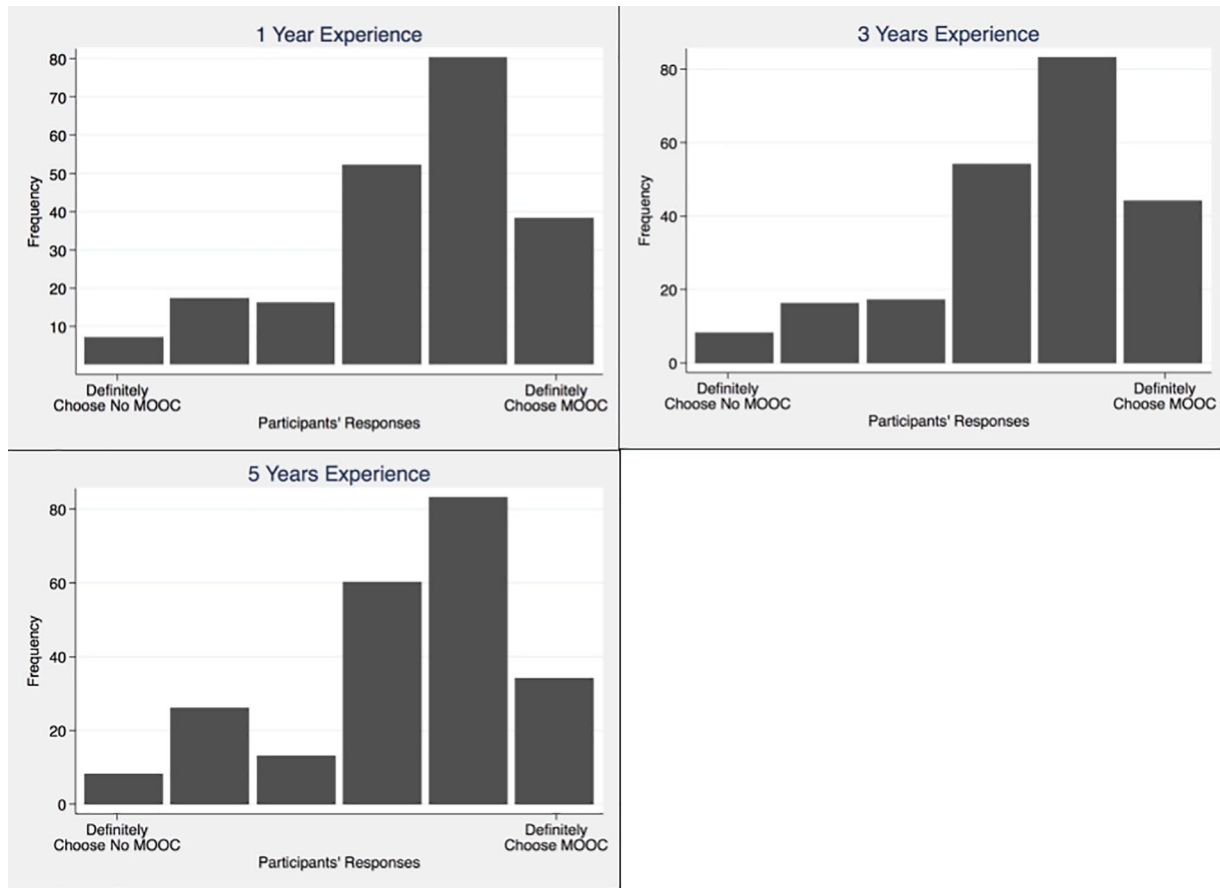 1 Year Experience
80
70
60
50
40
30
20
10
Frequency
Definitely
Choose No MOOC
Definitely
Choose MOOC
Participants' Responses
3 Years Experience
80
60
40
20
0
Frequency
Definitely
Choose No MOOC
Definitely
Choose MOOC
Participants' Responses
5 Years Experience
80
60
40
20
0
Frequency
Definitely
Choose No MOOC
Definitely
Choose MOOC
Participants' Responses